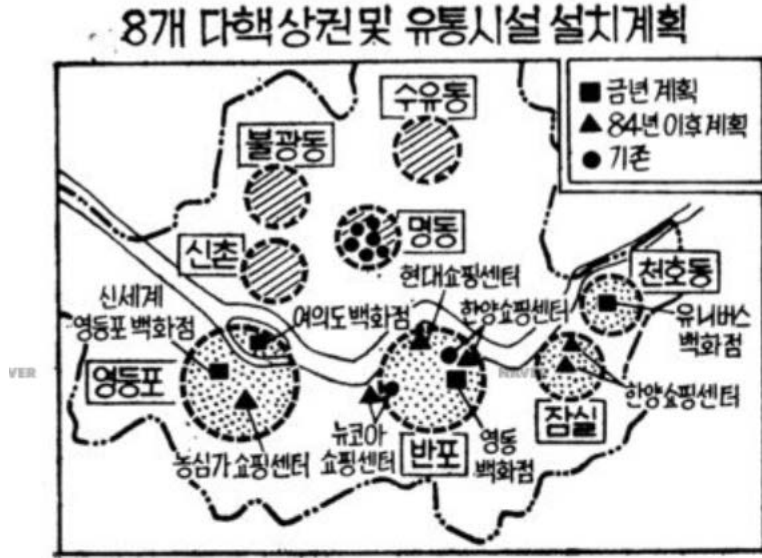 8개 다핵상권 및 유통시설 설치계획
■ 금년 계획
▲ 84년 이후 계획
● 기존
수유동
불광동
명동
신촌
현대쇼핑센터
천호동
신세계
영등포 백화점
여의도 백화점
한양쇼핑센터
유니버스
백화점
영등포
한양쇼핑센터
잠실
뉴코아
쇼핑센터
반포
영동
백화점
농심가 쇼핑센터